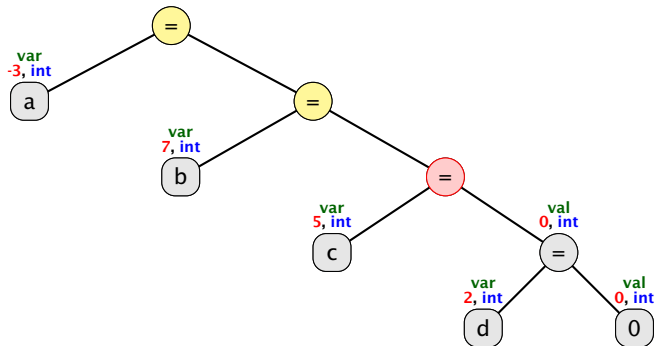 =
var
-3, int
a
=
var
7, int
b
=
var
5, int
c
val
0, int
=
var
2, int
d
val
0, int
0